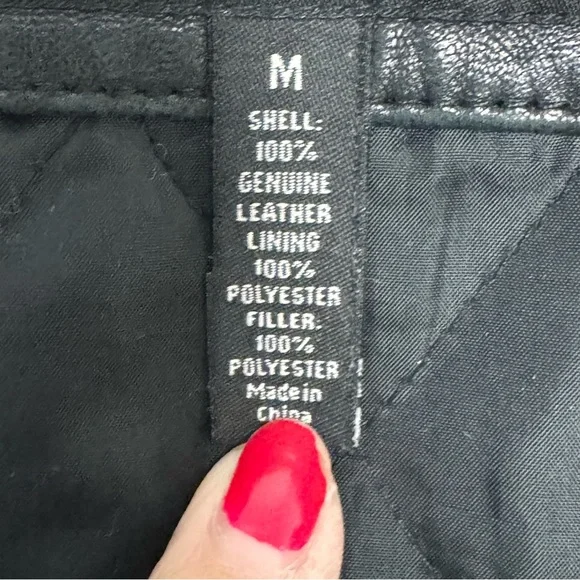 M
SHELL:
100%
GENUINE
LEATHER
LINING
100%
POLYESTER
FILLER:
100%
POLYESTER
Made in
China